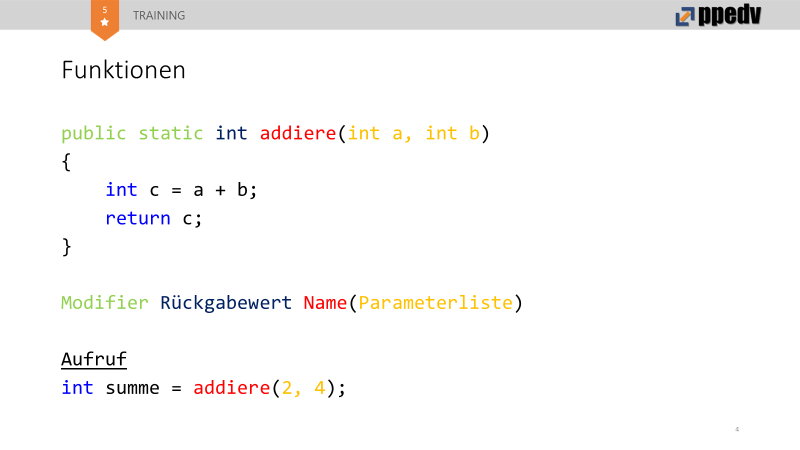 5
TRAINING
ppedv
Funktionen
public static int addiere(int a, int b)
{
    int c = a + b;
    return c;
}
Modifier Rückgabewert Name(Parameterliste)
Aufruf
int summe = addiere(2, 4);
4